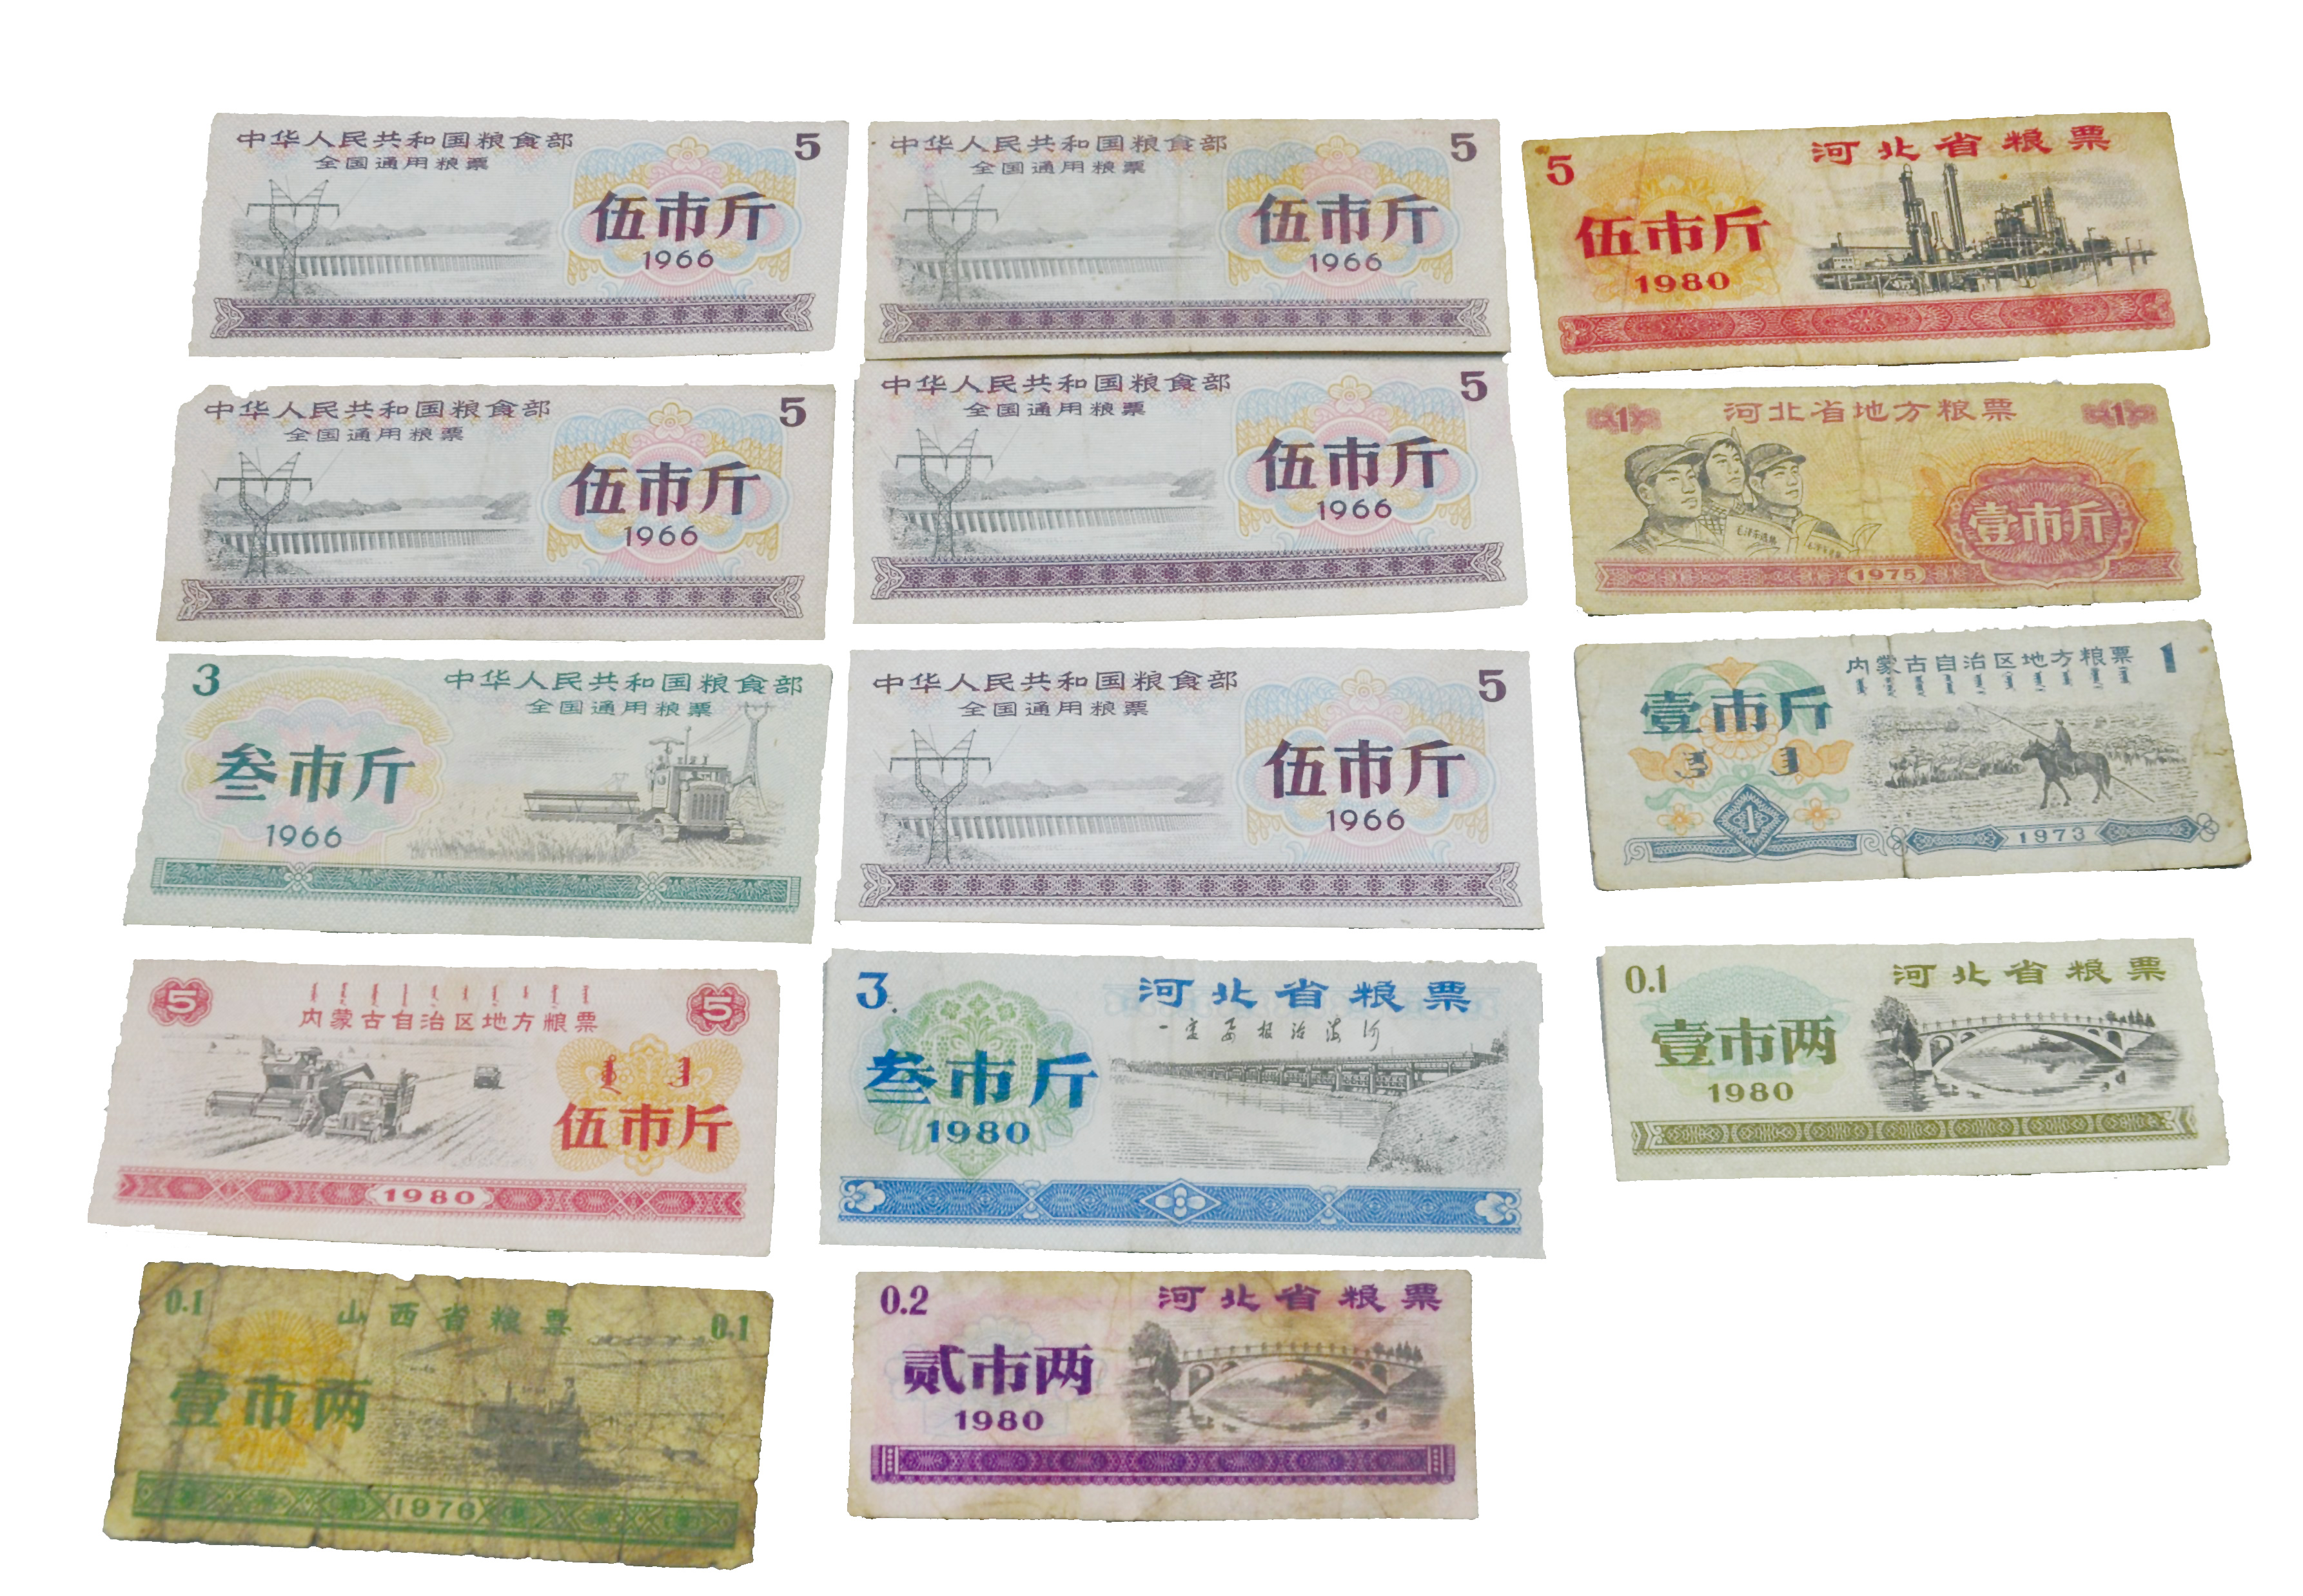 中华人民共和国粮食部 5
全国通用粮票
伍市斤
1966
中华人民共和国粮食部 5
全国通用粮票
伍市斤
1966
5 河北省粮票
伍市斤
1980
中华人民共和国粮食部 5
全国通用粮票
伍市斤
1966
中华人民共和国粮食部 5
全国通用粮票
伍市斤
1966
1 河北省地方粮票 1
壹市斤
1975
3 中华人民共和国粮食部
全国通用粮票
叁市斤
1966
中华人民共和国粮食部 5
全国通用粮票
伍市斤
1966
内蒙古自治区地方粮票 1
壹市斤
1 1973
5 5
内蒙古自治区地方粮票
伍市斤
1980
3 河北省粮票
一定要根治海河
叁市斤
1980
0.1 河北省粮票
壹市两
1980
0.1 山西省粮票 0.1
壹市两
1976
0.2 河北省粮票
贰市两
1980